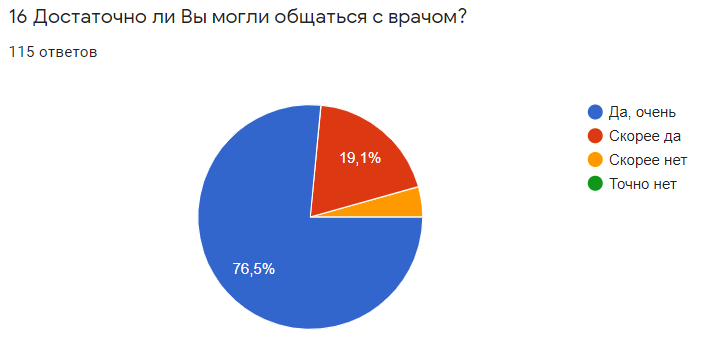 16 Достаточно ли Вы могли общаться с врачом?
115 ответов
Да, очень
Скорее да
Скорее нет
Точно нет
19,1%
76,5%